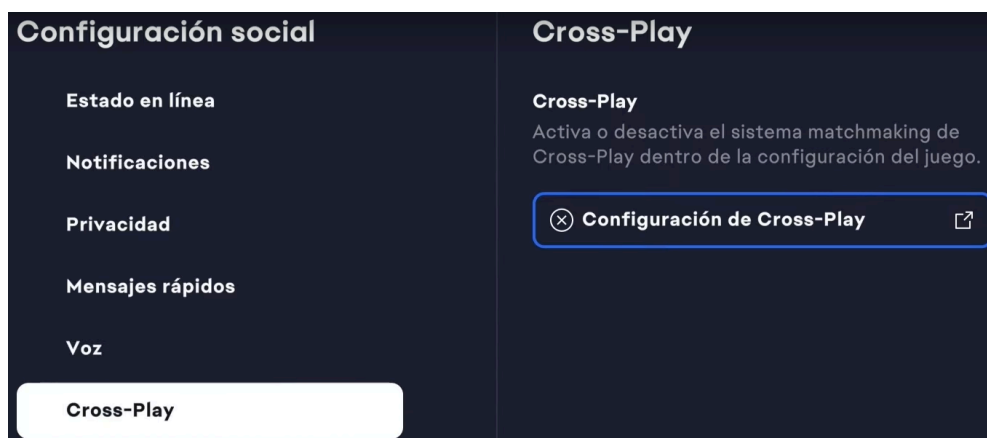 Configuración social
Estado en línea
Notificaciones
Privacidad
Mensajes rápidos
Voz
Cross-Play
Cross-Play
Cross-Play
Activa o desactiva el sistema matchmaking de
Cross-Play dentro de la configuración del juego.
Configuración de Cross-Play